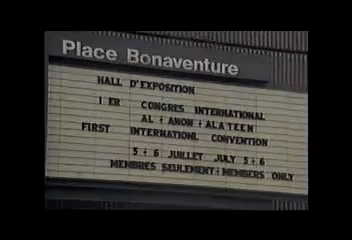 Place Bonaventure
HALL D'EXPOSITION
1 ER CONGRES INTERNATIONAL
AL ÷ ANON ÷ ALATEEN
FIRST INTERNATIONL CONVENTION
5 ÷ 6 JUILLET JULY 5 ÷ 6
MEMBRES SEULEMENT ÷ MEMBERS ONLY